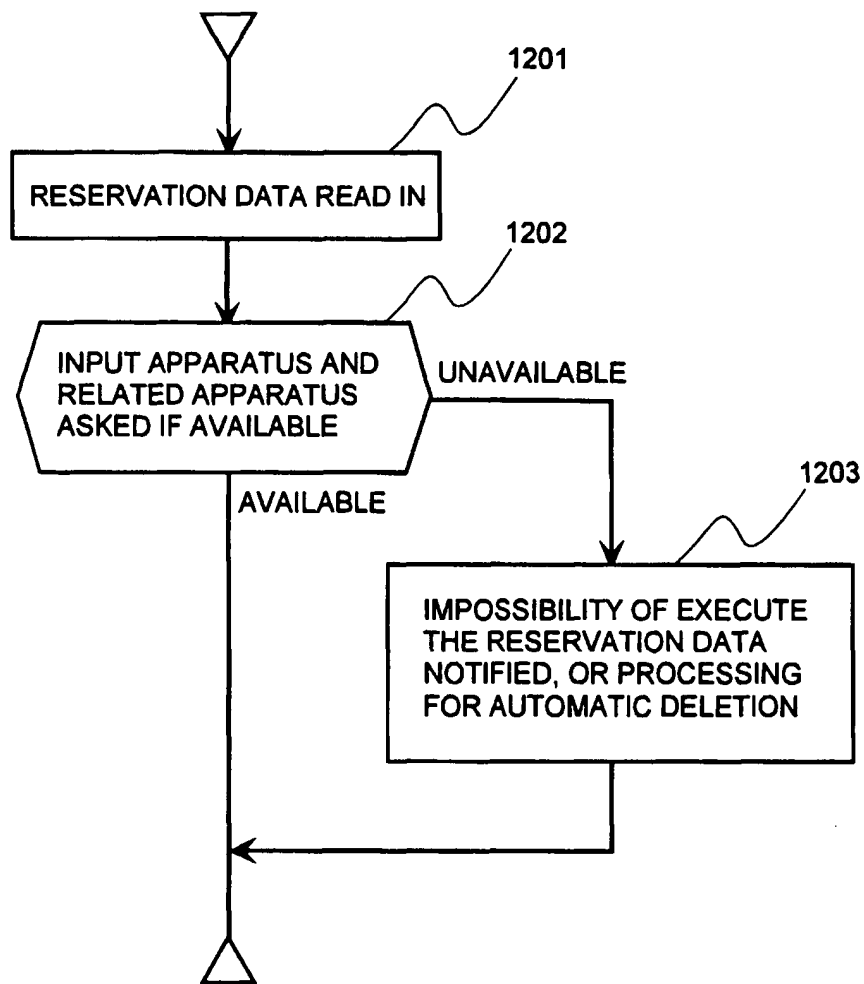 1201
RESERVATION DATA READ IN
1202
INPUT APPARATUS AND
RELATED APPARATUS
ASKED IF AVAILABLE
UNAVAILABLE
AVAILABLE
1203
IMPOSSIBILITY OF EXECUTE
THE RESERVATION DATA
NOTIFIED, OR PROCESSING
FOR AUTOMATIC DELETION